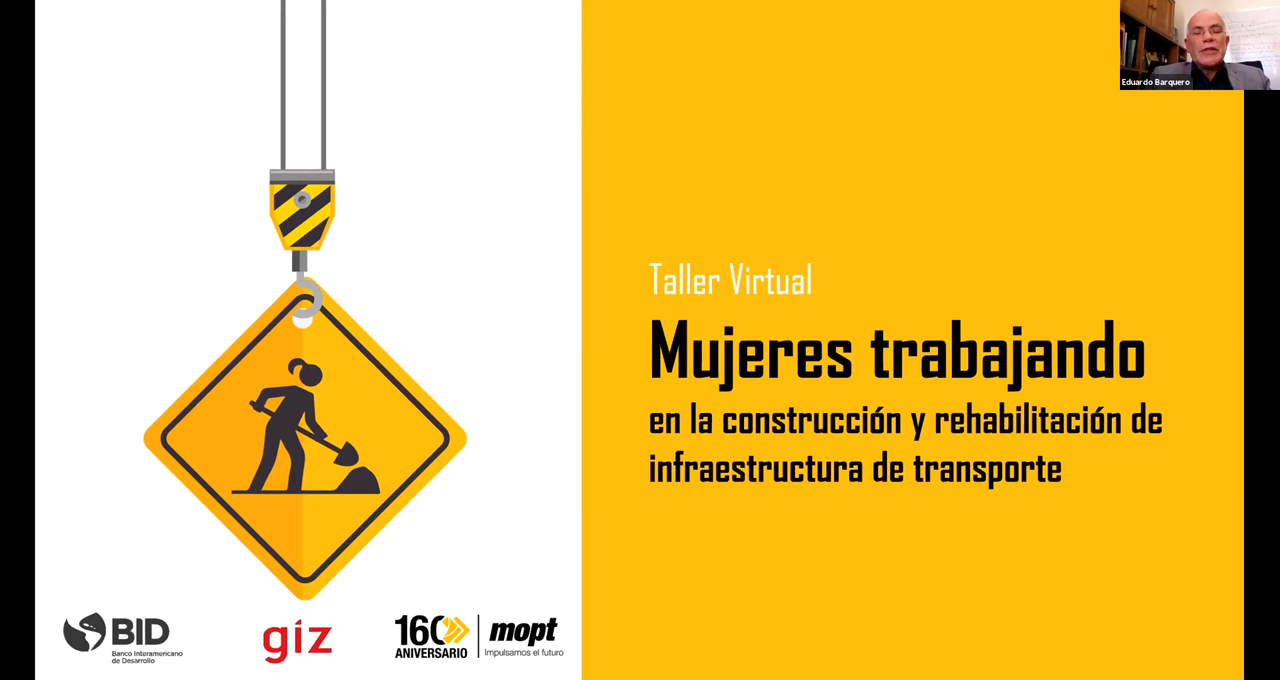 Eduardo Barquero
Taller Virtual
Mujeres trabajando
en la construcción y rehabilitación de
infraestructura de transporte
BID
Banco Interamericano
de Desarrollo
giz
160
ANIVERSARIO
mopt
Impulsamos el futuro